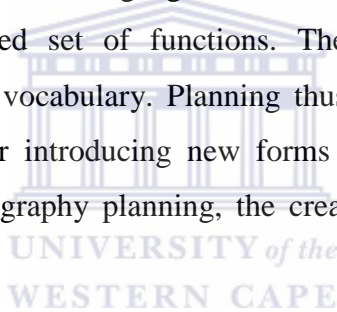 ed set of functions. The
vocabulary. Planning thus
r introducing new forms
graphy planning, the crea
UNIVERSITY of the
WESTERN CAPE